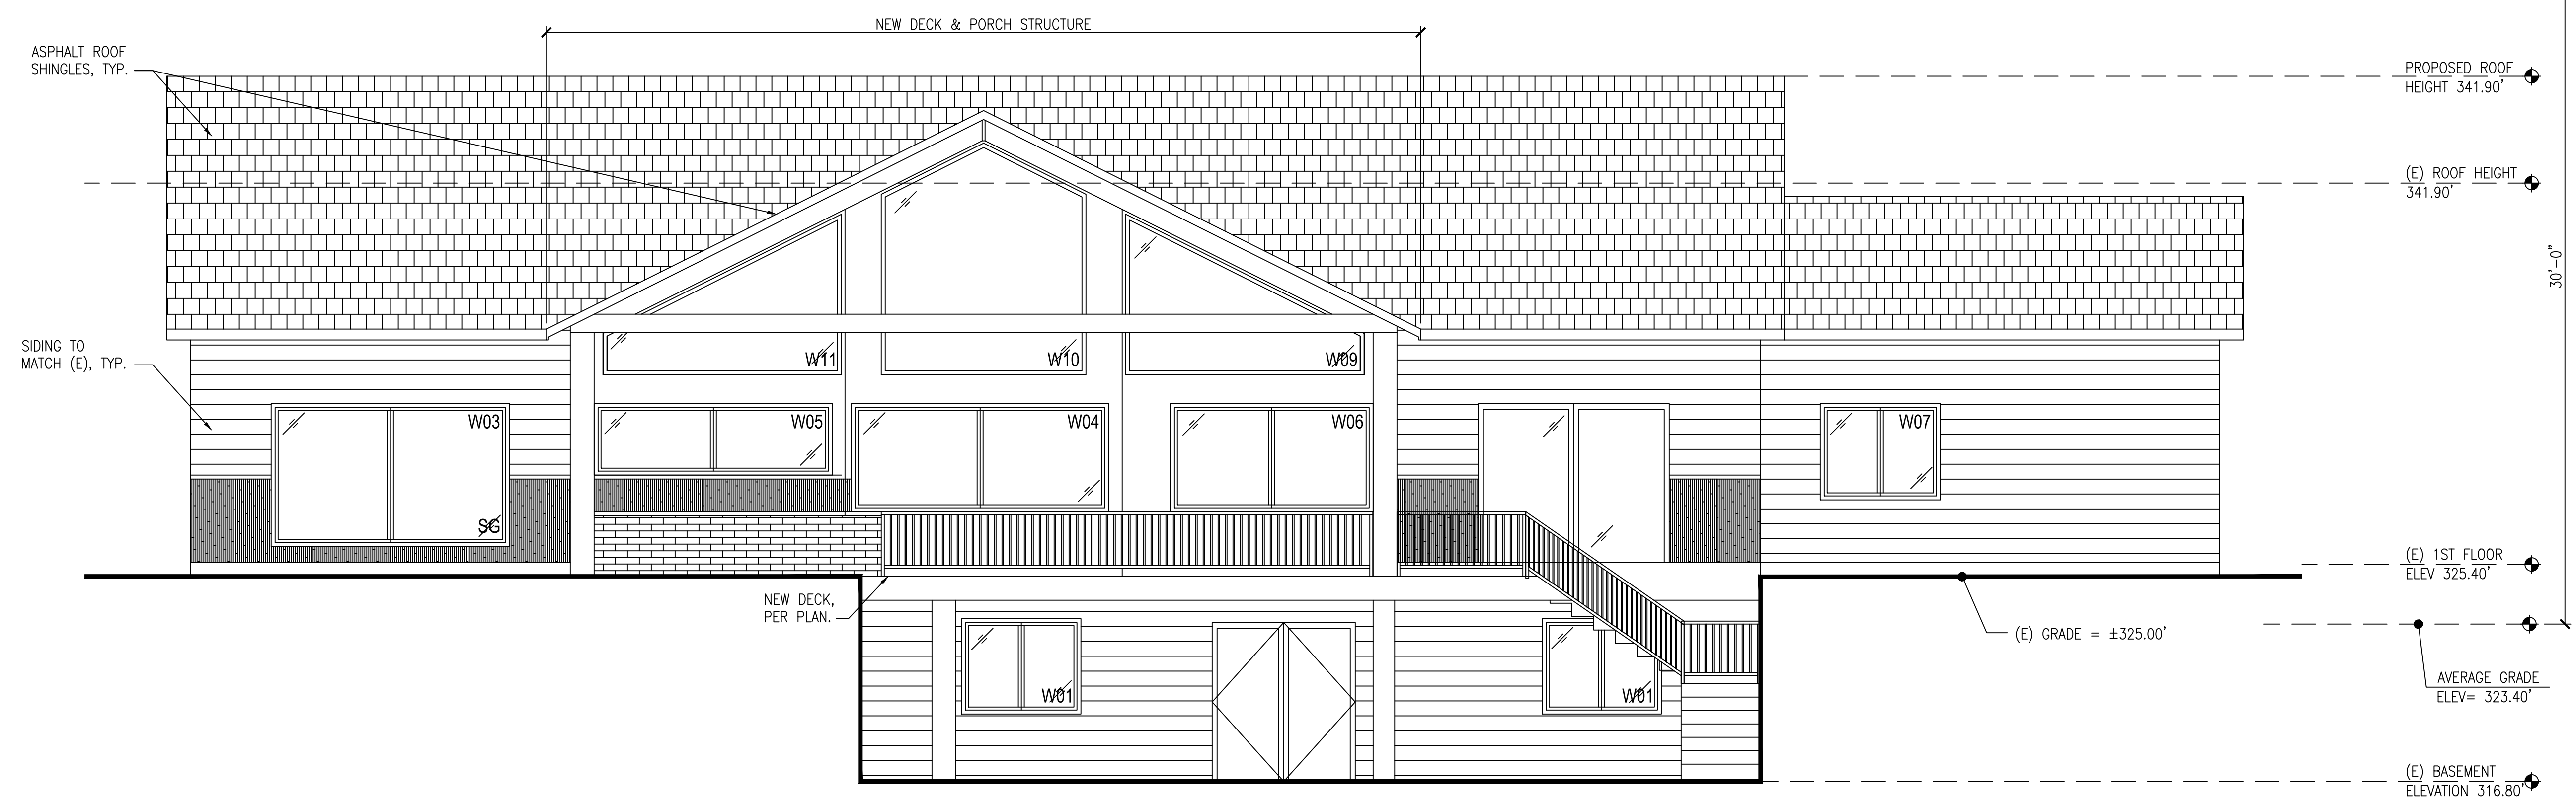 NEW DECK & PORCH STRUCTURE
ASPHALT ROOF
SHINGLES, TYP.
PROPOSED ROOF
HEIGHT 341.90'
(E) ROOF HEIGHT
341.90'
30'-0"
SIDING TO
MATCH (E), TYP.
W11
W10
W09
W03
W05
W04
W06
W07
SG
(E) 1ST FLOOR
ELEV 325.40'
NEW DECK,
PER PLAN.
(E) GRADE = ±325.00'
AVERAGE GRADE
ELEV= 323.40'
W01
W01
(E) BASEMENT
ELEVATION 316.80'